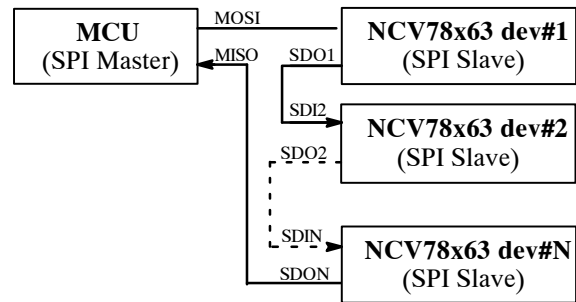 MCU
(SPI Master)
MOSI
MISO
NCV78x63 dev#1
(SPI Slave)
SDO1
SDI2
NCV78x63 dev#2
(SPI Slave)
SDO2
SDIN
NCV78x63 dev#N
(SPI Slave)
SDON